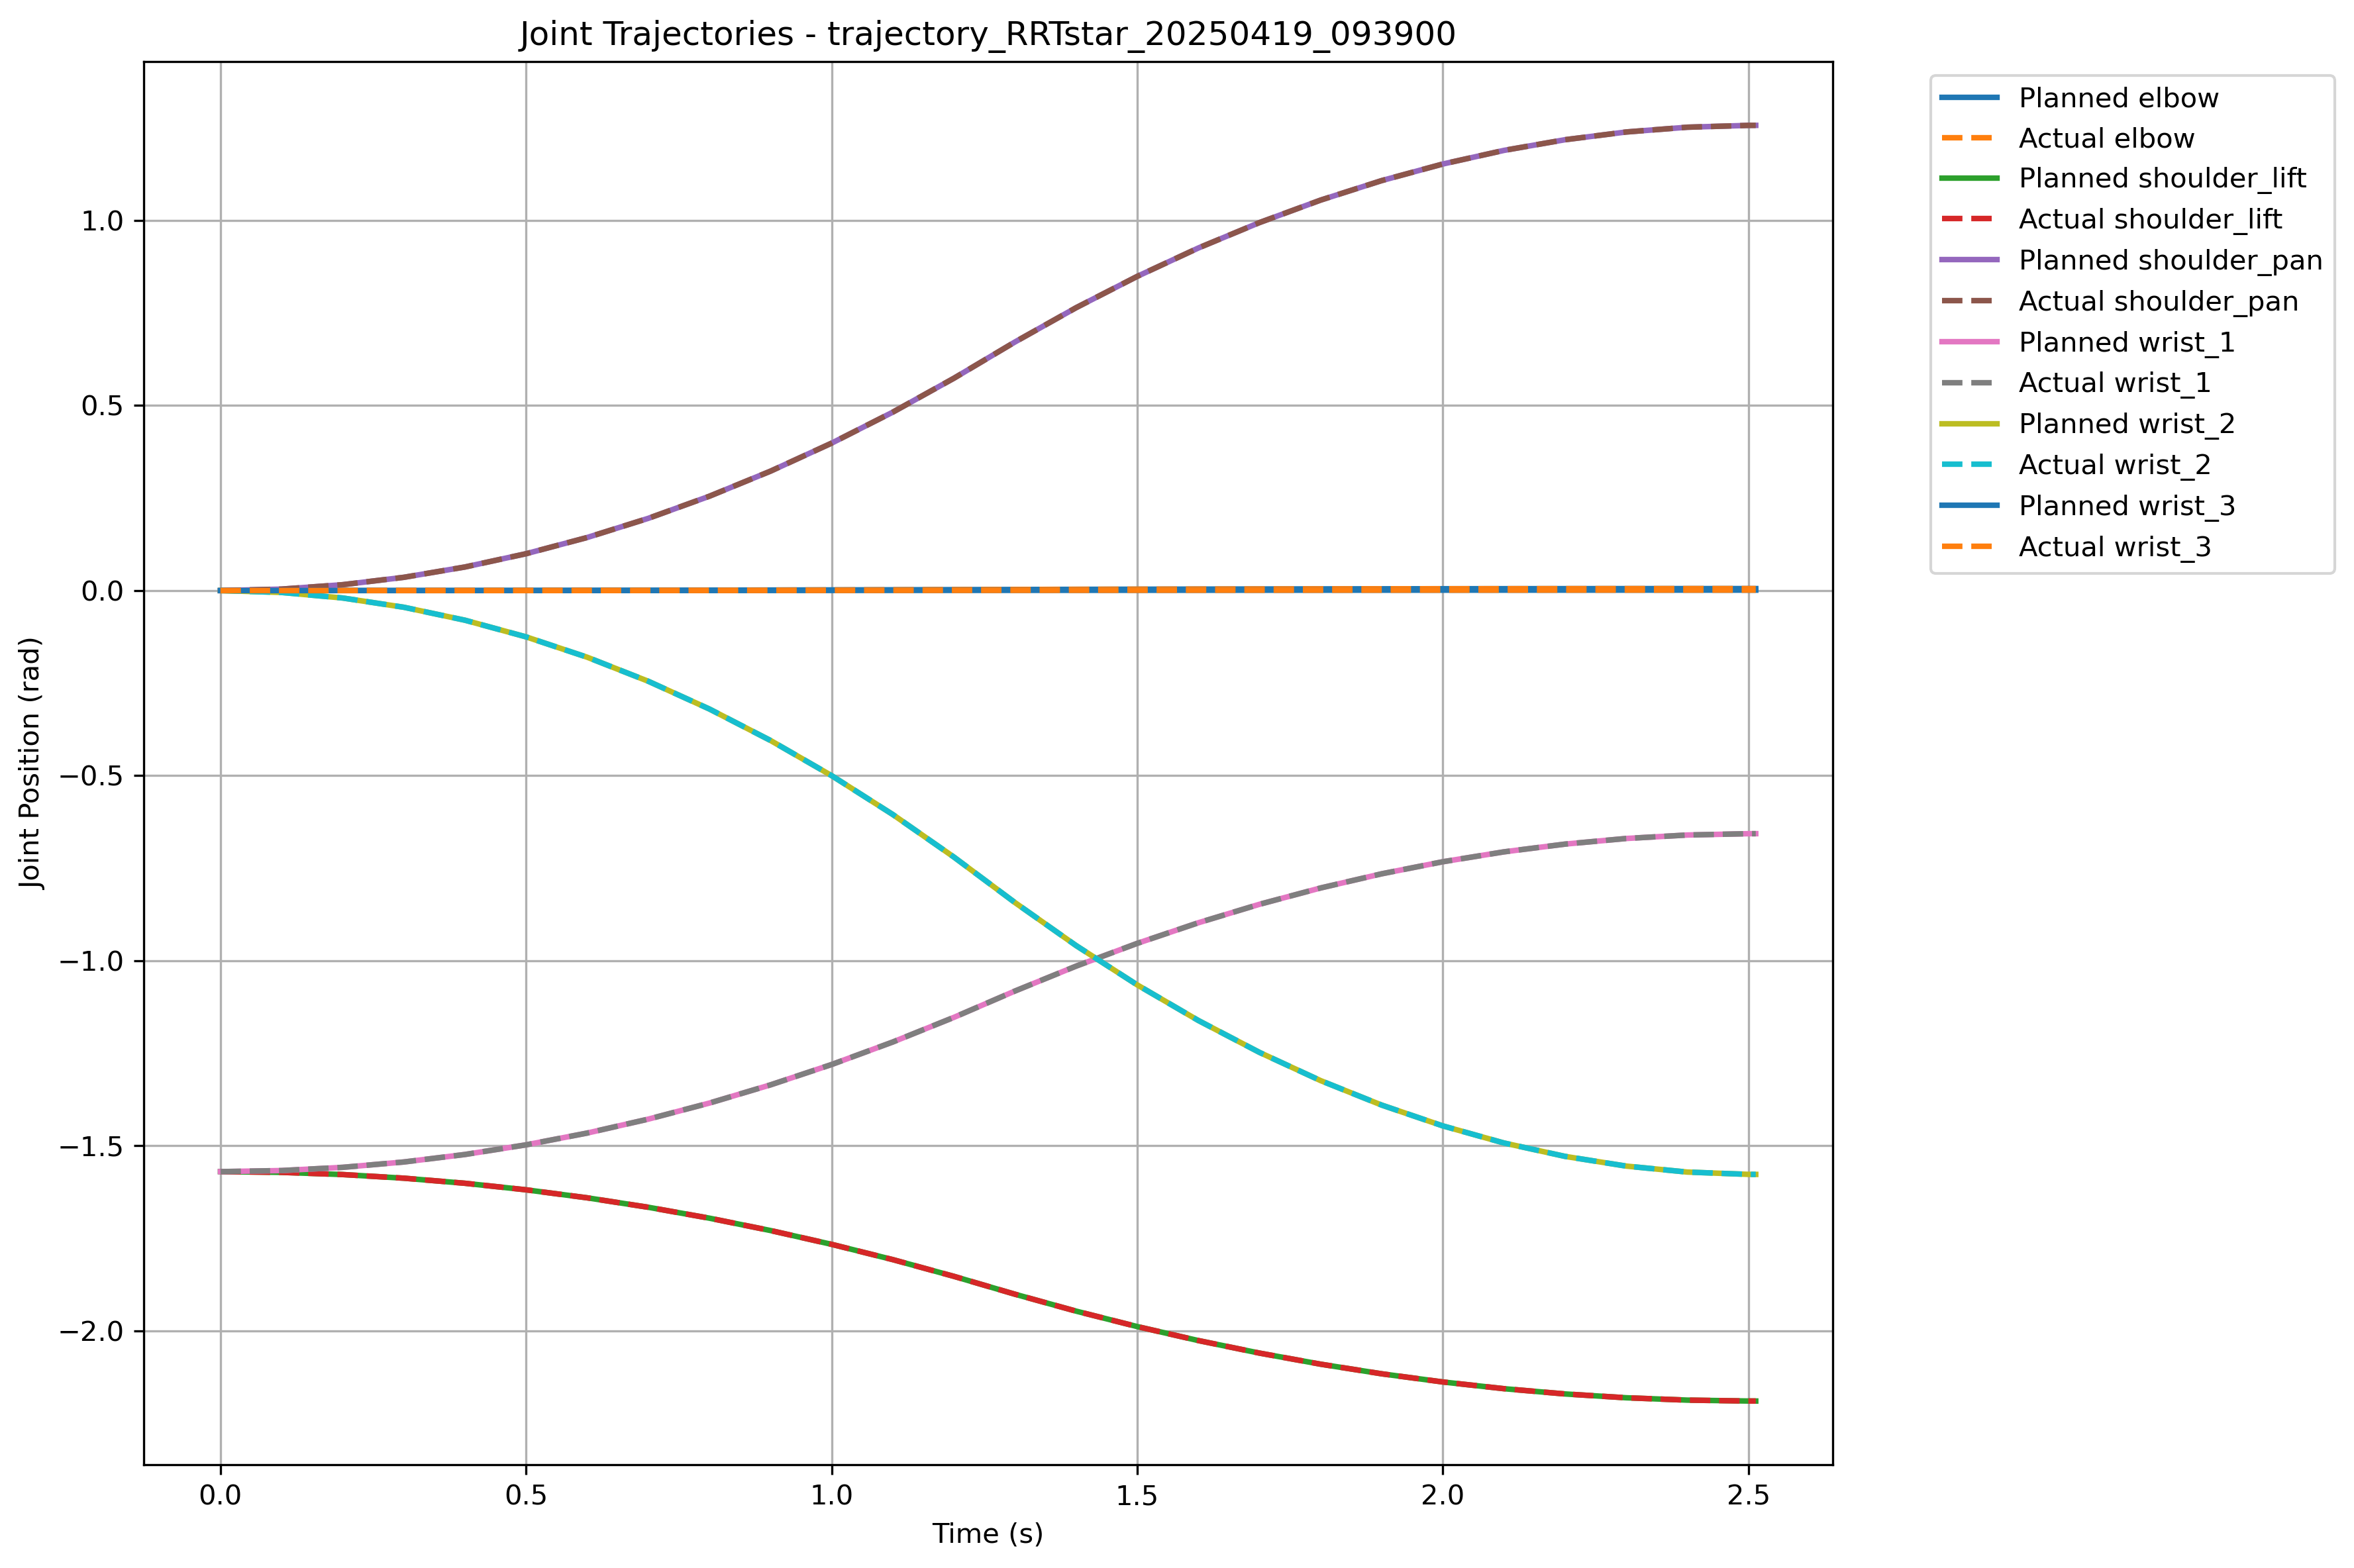 Joint Trajectories - trajectory_RRTstar_20250419_093900
Planned elbow
Actual elbow
Planned shoulder_lift
Actual shoulder_lift
Planned shoulder_pan
Actual shoulder_pan
Planned wrist_1
Actual wrist_1
Planned wrist_2
Actual wrist_2
Planned wrist_3
Actual wrist_3
Joint Position (rad)
1.0
0.5
0.0
−0.5
−1.0
−1.5
−2.0
0.0 0.5 1.0 1.5 2.0 2.5
Time (s)